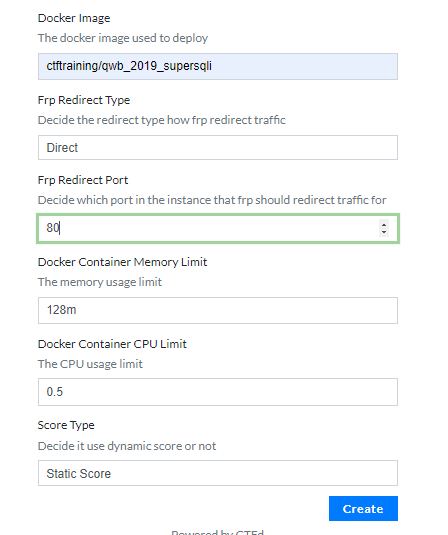 Docker Image
The docker image used to deploy
ctftraining/qwb_2019_supersqli
Frp Redirect Type
Decide the redirect type how frp redirect traffic
Direct
Frp Redirect Port
Decide which port in the instance that frp should redirect traffic for
80
Docker Container Memory Limit
The memory usage limit
128m
Docker Container CPU Limit
The CPU usage limit
0.5
Score Type
Decide it use dynamic score or not
Static Score
Create
Powered by CTFd